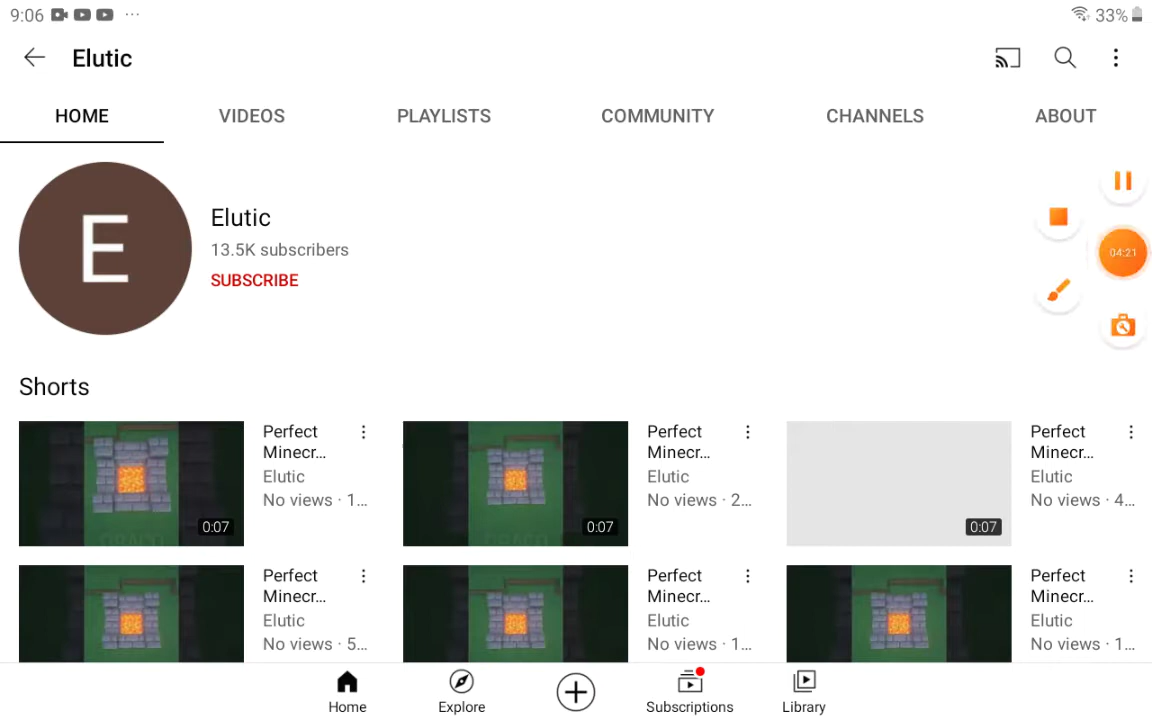 9:06
33%
Elutic
HOME
VIDEOS
PLAYLISTS
COMMUNITY
CHANNELS
ABOUT
E
Elutic
13.5K subscribers
SUBSCRIBE
04:21
Shorts
0:07
Perfect
Minecr...
Elutic
No views · 1...
0:07
Perfect
Minecr...
Elutic
No views · 2...
0:07
Perfect
Minecr...
Elutic
No views · 4...
Perfect
Minecr...
Elutic
No views · 5...
Perfect
Minecr...
Elutic
No views · 1...
Perfect
Minecr...
Elutic
No views · 1...
Home
Explore
Subscriptions
Library